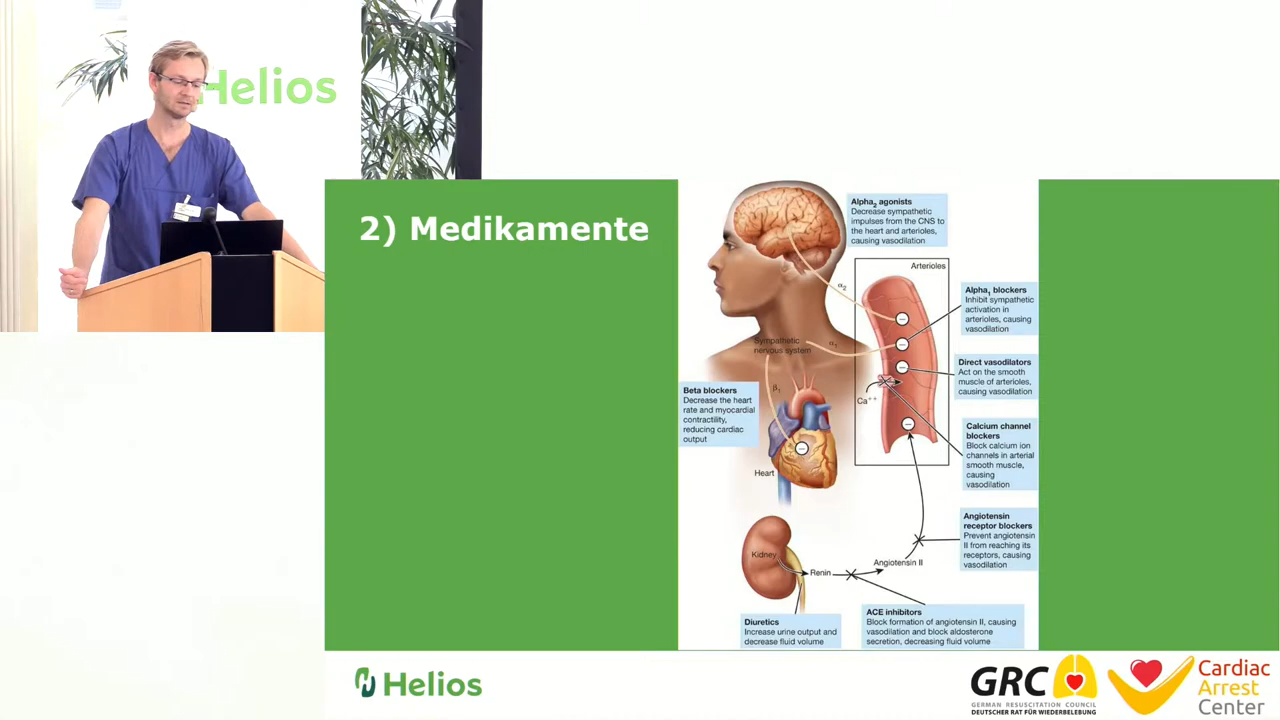 Helios
2) Medikamente
Alpha2 agonists
Decrease sympathetic
impulses from the CNS to
the heart and arterioles,
causing vasodilation
Arterioles
α2
Alpha1 blockers
Inhibit sympathetic
activation in
arterioles, causing
vasodilation
Sympathetic
nervous system
α1
Direct vasodilators
Act on the smooth
muscle of arterioles,
causing vasodilation
Beta blockers
Decrease the heart
rate and myocardial
contractility,
reducing cardiac
output
β1
Ca++
Calcium channel
blockers
Block calcium ion
channels in arterial
smooth muscle,
causing
vasodilation
Heart
Angiotensin
receptor blockers
Prevent angiotensin
II from reaching its
receptors, causing
vasodilation
Kidney
Renin
Angiotensin II
Diuretics
Increase urine output and
decrease fluid volume
ACE inhibitors
Block formation of angiotensin II, causing
vasodilation and block aldosterone
secretion, decreasing fluid volume
Helios
GRC
GERMAN RESUSCITATION COUNCIL
DEUTSCHER RAT FÜR WIEDERBELEBUNG
Cardiac
Arrest
Center